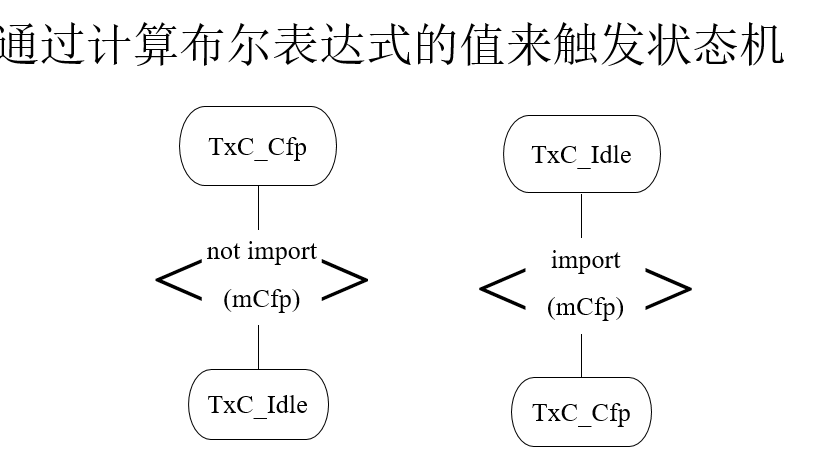 通过计算布尔表达式的值来触发状态机
TxC_Cfp
not import
(mCfp)
TxC_Idle
TxC_Idle
import
(mCfp)
TxC_Cfp